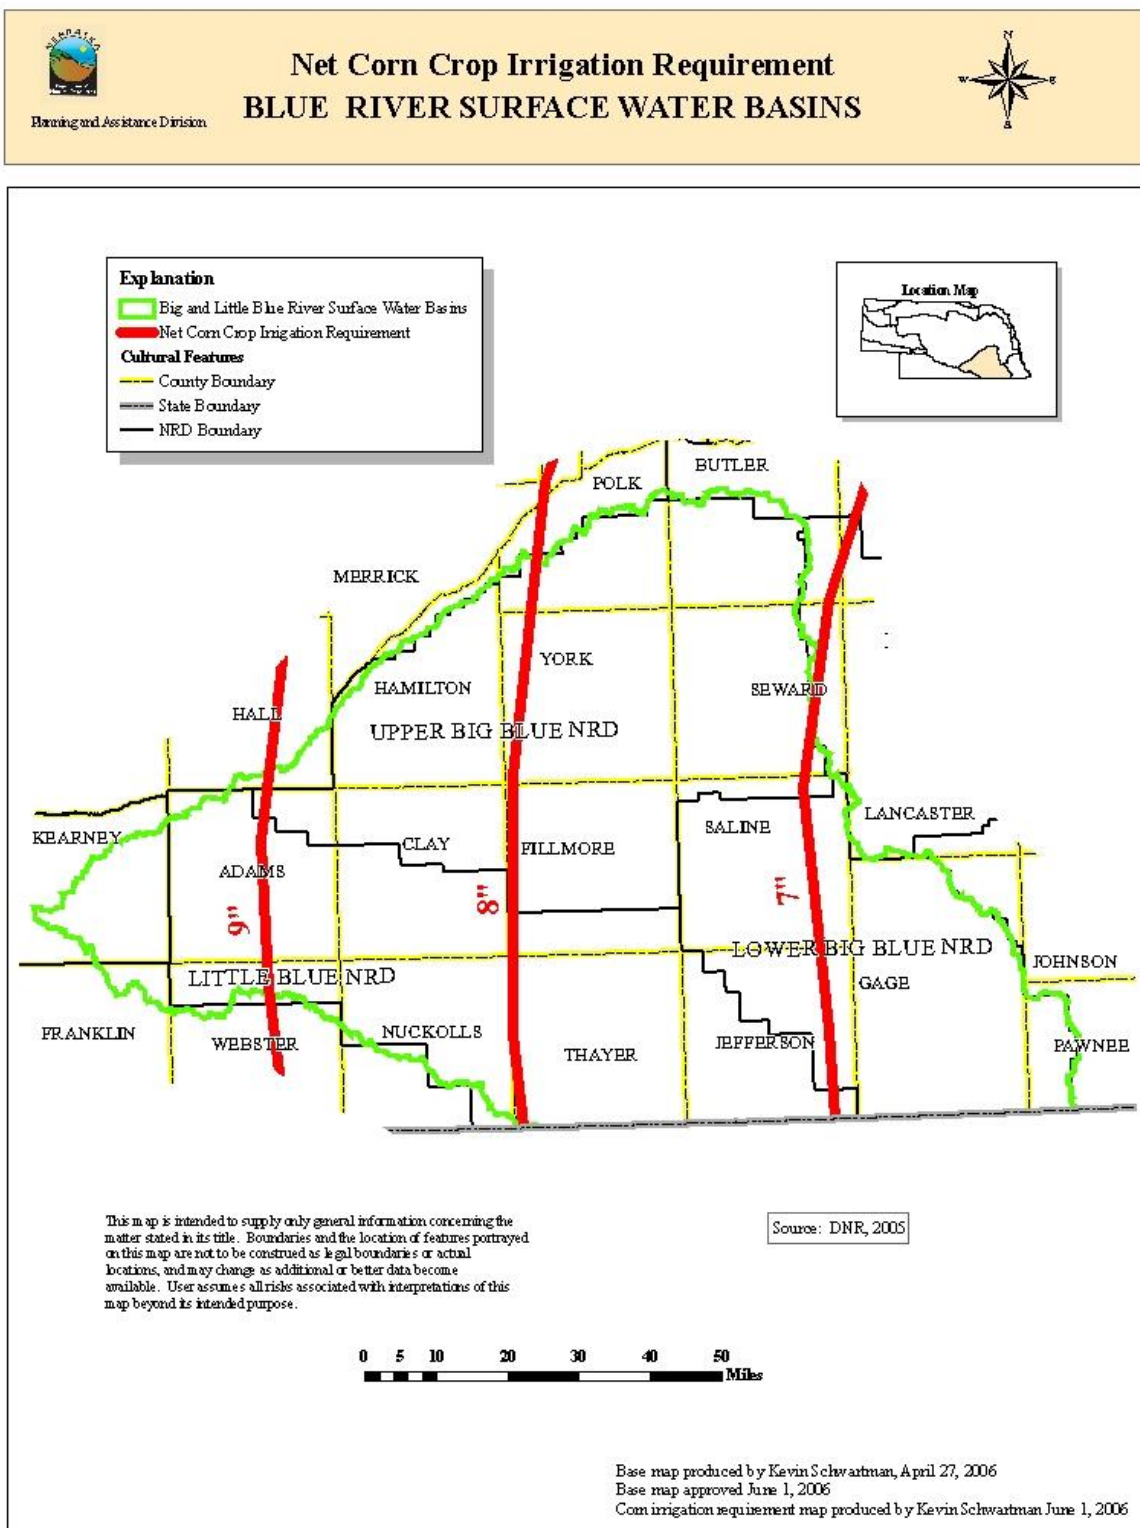 NEBRASKA
Planning and Assistance Division
Net Corn Crop Irrigation Requirement
BLUE RIVER SURFACE WATER BASINS
N
W
E
S
Explanation
Big and Little Blue River Surface Water Basins
Net Corn Crop Irrigation Requirement
Cultural Features
County Boundary
State Boundary
NRD Boundary
Location Map
BUTLER
POLK
MERRICK
YORK
HAMILTON
SEWARD
HALL
UPPER BIG BLUE NRD
LANCASTER
KEARNEY
SALINE
CLAY
FILLMORE
ADAMS
9"
8"
7"
LOWER BIG BLUE NRD
JOHNSON
LITTLE BLUE NRD
GAGE
FRANKLIN
WEBSTER
NUCKOLLS
THAYER
JEFFERSON
PAWNEE
This map is intended to supply only general information concerning the
matter stated in its title. Boundaries and the location of features portrayed
on this map are not to be construed as legal boundaries or actual
locations, and may change as additional or better data become
available. User assumes all risks associated with interpretations of this
map beyond its intended purpose.
Source: DNR, 2005
0 5 10 20 30 40 50
Miles
Base map produced by Kevin Schwartman, April 27, 2006
Base map approved June 1, 2006
Corn irrigation requirement map produced by Kevin Schwartman June 1, 2006